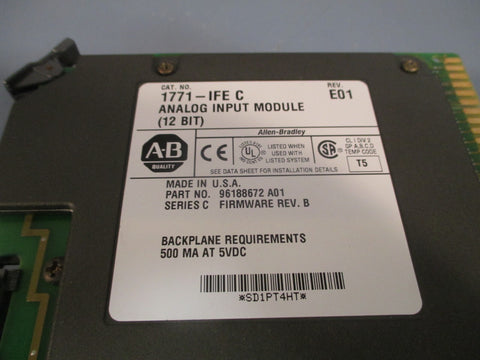 CAT. NO.
1771-IFE C
REV.
E01
ANALOG INPUT MODULE
(12 BIT)
Allen-Bradley
A-B
QUALITY
CE
UL
LISTED WHEN
USED WITH
LISTED SYSTEM
SA
CL I DIV 2
GP A,B,C,D
TEMP CODE
T5
SEE DATA SHEET FOR INSTALLATION DETAILS
MADE IN U.S.A.
PART NO. 96188672 A01
SERIES C FIRMWARE REV. B
BACKPLANE REQUIREMENTS
500 MA AT 5VDC
*SD1PT4HT*